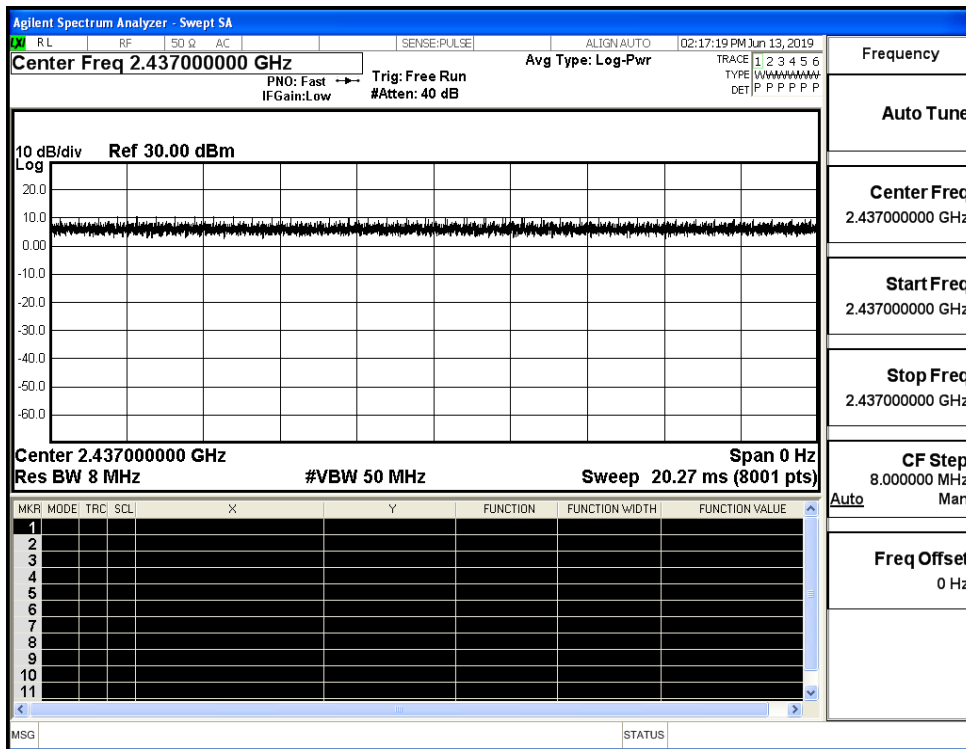 Agilent Spectrum Analyzer - Swept SA
LXI RL RF 50 Ω AC SENSE:PULSE ALIGNAUTO 02:17:19 PM Jun 13, 2019
Center Freq 2.437000000 GHz
PNO: Fast
IFGain:Low
Trig: Free Run
#Atten: 40 dB
Avg Type: Log-Pwr
TRACE 1 2 3 4 5 6
TYPE WWWWWW
DET P P P P P P
10 dB/div Ref 30.00 dBm
Log
20.0
10.0
0.00
-10.0
-20.0
-30.0
-40.0
-50.0
-60.0
Center 2.437000000 GHz Span 0 Hz
Res BW 8 MHz #VBW 50 MHz Sweep 20.27 ms (8001 pts)
MKR MODE TRC SCL X Y FUNCTION FUNCTION WIDTH FUNCTION VALUE
1
2
3
4
5
6
7
8
9
10
11
MSG STATUS
Frequency
Auto Tune
Center Freq
2.437000000 GHz
Start Freq
2.437000000 GHz
Stop Freq
2.437000000 GHz
CF Step
8.000000 MHz
Auto Man
Freq Offset
0 Hz